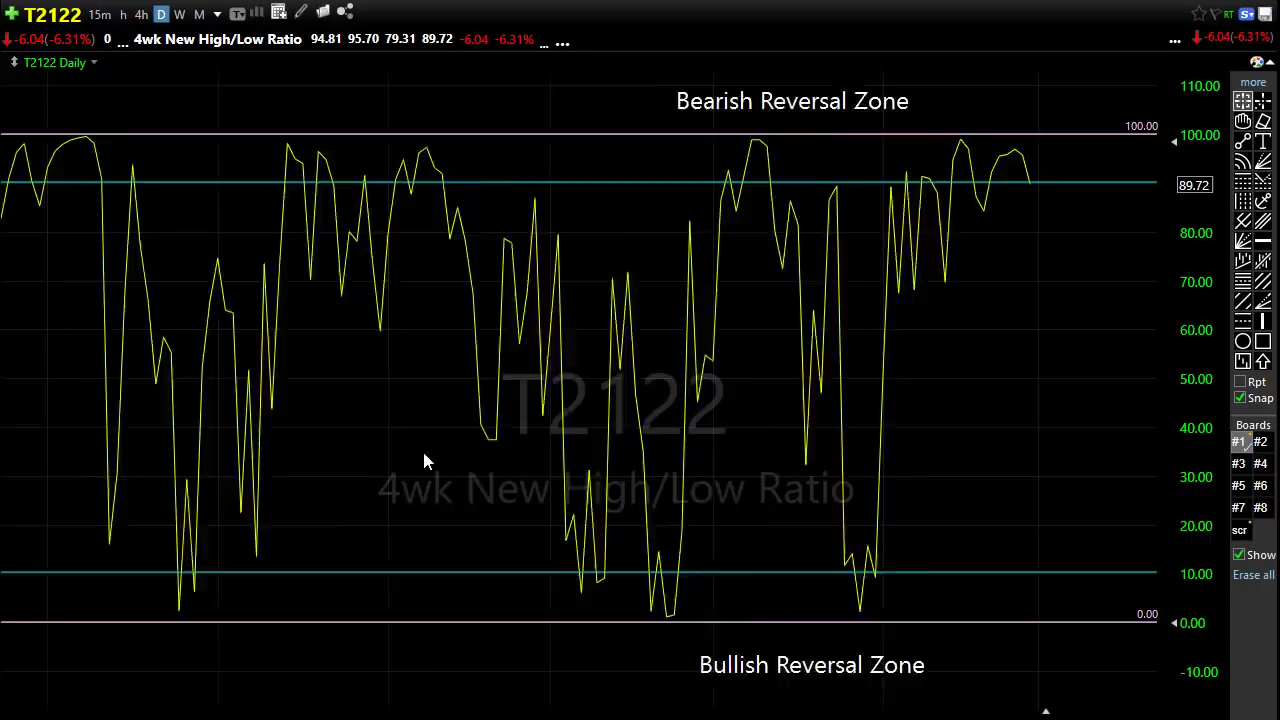 T2122 15m h 4h D W M
RT S
-6.04(-6.31%) 0 ... 4wk New High/Low Ratio 94.81 95.70 79.31 89.72 -6.04 -6.31% ... ...
... -6.04(-6.31%)
T2122 Daily
more
110.00
Bearish Reversal Zone
100.00
100.00
89.72
80.00
70.00
60.00
50.00
T2122
40.00
4wk New High/Low Ratio
30.00
20.00
10.00
0.00
0.00
Bullish Reversal Zone
-10.00
T
Rpt
Snap
Boards
#1 #2
#3 #4
#5 #6
#7 #8
scr
Show
Erase all